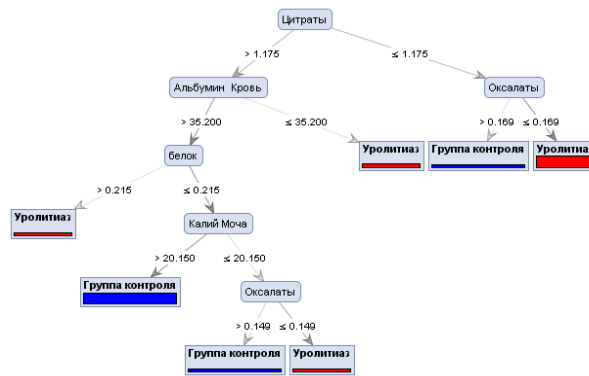 Цитраты
> 1.175
≤ 1.175
Альбумин Кровь
Оксалаты
> 35.200
≤ 35.200
> 0.169
≤ 0.169
белок
Уролитиаз
Группа контроля
Уролитиаз
> 0.215
≤ 0.215
Уролитиаз
Калий Моча
> 20.150
≤ 20.150
Группа контроля
Оксалаты
> 0.149
≤ 0.149
Группа контроля
Уролитиаз